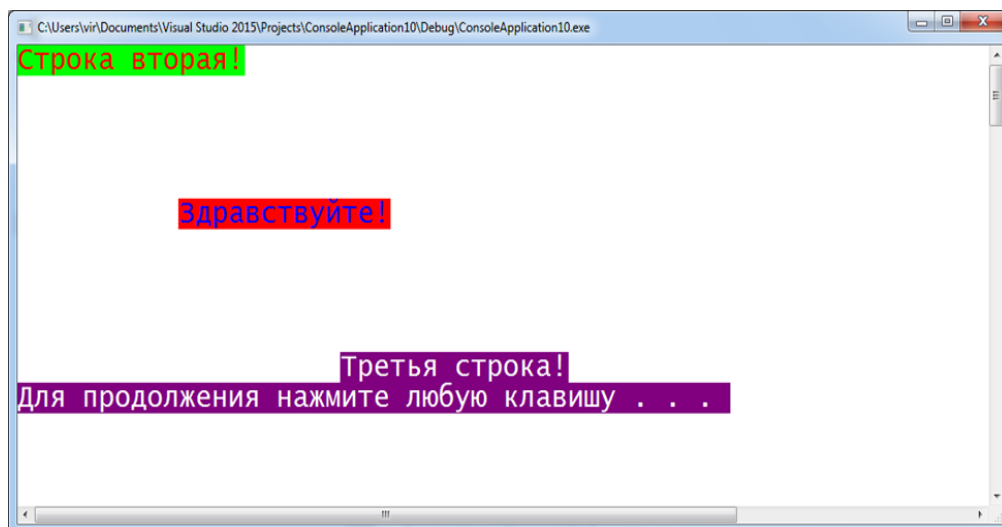 C:\Users\vir\Documents\Visual Studio 2015\Projects\ConsoleApplication10\Debug\ConsoleApplication10.exe
Строка вторая!
Здравствуйте!
Третья строка!
Для продолжения нажмите любую клавишу . . .